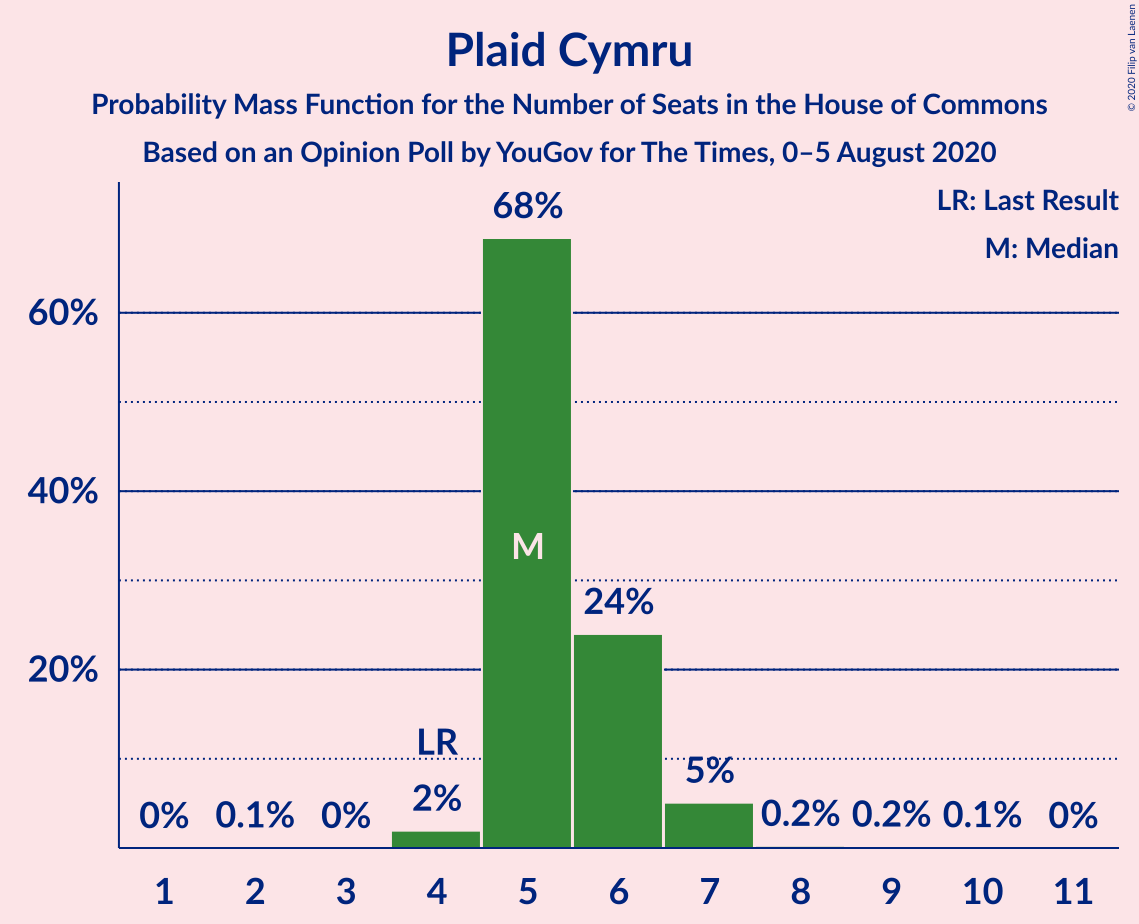 Plaid Cymru
Probability Mass Function for the Number of Seats in the House of Commons
Based on an Opinion Poll by YouGov for The Times, 0–5 August 2020
© 2020 Filip van Laenen
LR: Last Result
M: Median
68%
60%
40%
M
24%
20%
LR
5%
2%
0% 0.1% 0% 0.2% 0.2% 0.1% 0%
1 2 3 4 5 6 7 8 9 10 11